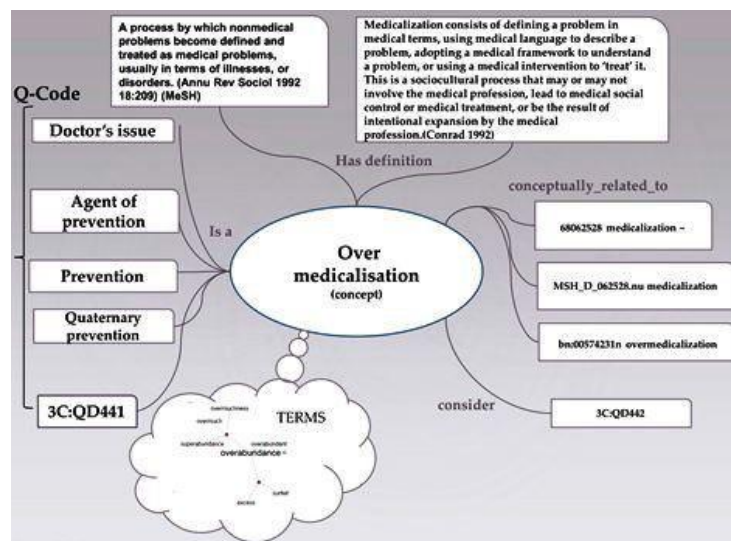 A process by which nonmedical
problems become defined and
treated as medical problems,
usually in terms of illnesses, or
disorders. (Annu Rev Sociol 1992
18:209) (MeSH)
Medicalization consists of defining a problem in
medical terms, using medical language to describe a
problem, adopting a medical framework to understand
a problem, or using a medical intervention to ‘treat’ it.
This is a sociocultural process that may or may not
involve the medical profession, lead to medical social
control or medical treatment, or be the result of
intentional expansion by the medical
profession.(Conrad 1992)
Q-Code
Doctor's issue
Agent of
prevention
Prevention
Quaternary
prevention
3C:QD441
Is a
Has definition
Over
medicalisation
(concept)
conceptually_related_to
68062528 medicalization ~
MSH_D_062528.nu medicalization
bn:00574231n overmedicalization
consider
3C:QD442
TERMS
overmuchness
overmuch
superabundance
overabundant
overabundance ~
excess
surfeit